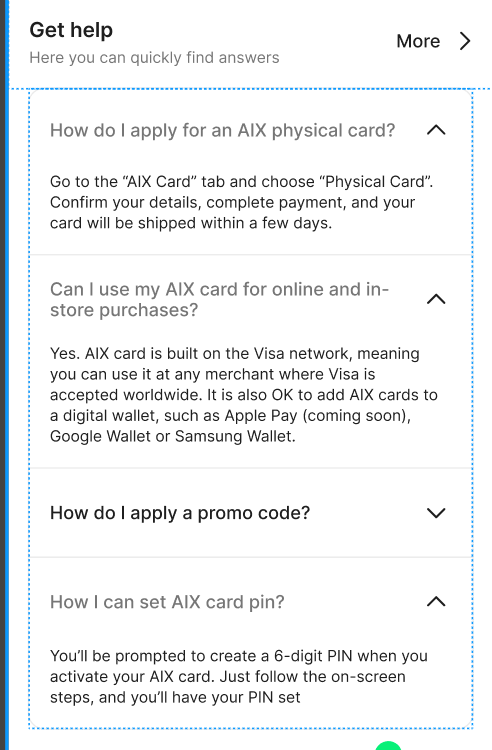 Get help
More
Here you can quickly find answers
How do I apply for an AIX physical card?
Go to the “AIX Card” tab and choose “Physical Card”.
Confirm your details, complete payment, and your
card will be shipped within a few days.
Can I use my AIX card for online and in-
store purchases?
Yes. AIX card is built on the Visa network, meaning
you can use it at any merchant where Visa is
accepted worldwide. It is also OK to add AIX cards to
a digital wallet, such as Apple Pay (coming soon),
Google Wallet or Samsung Wallet.
How do I apply a promo code?
How I can set AIX card pin?
You’ll be prompted to create a 6-digit PIN when you
activate your AIX card. Just follow the on-screen
steps, and you’ll have your PIN set